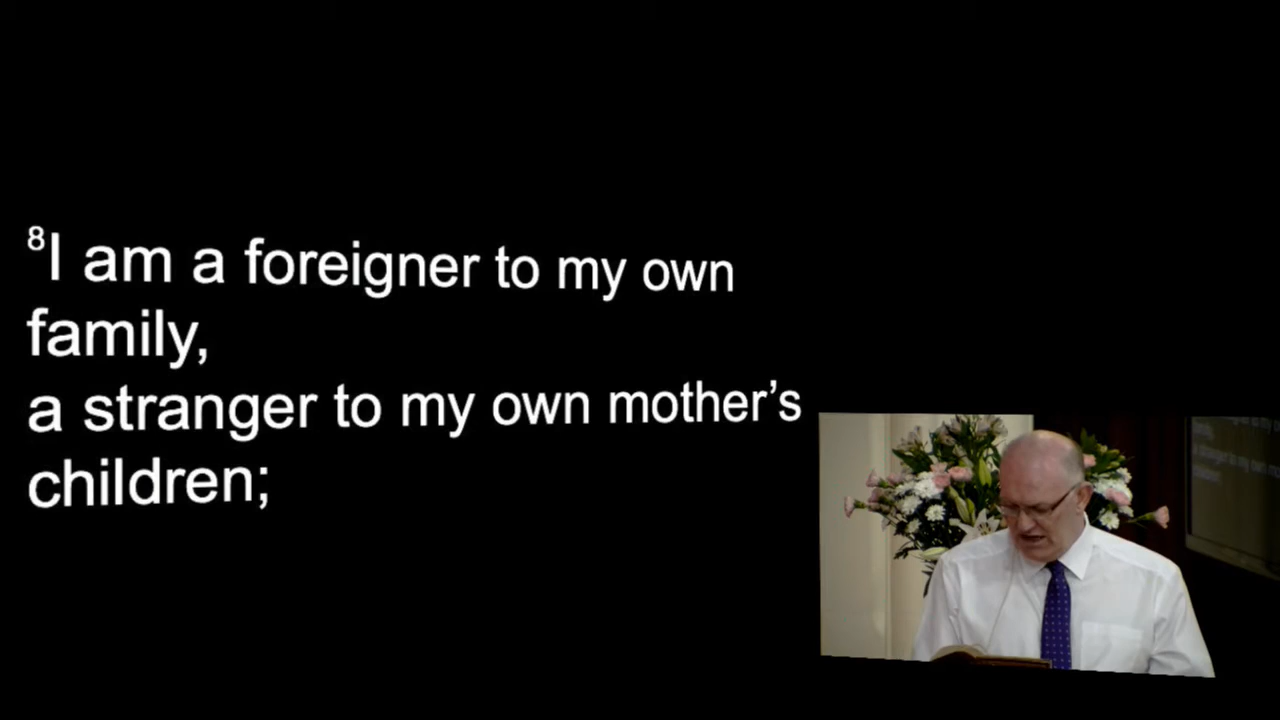 ⁸I am a foreigner to my own
family,
a stranger to my own mother’s
children;